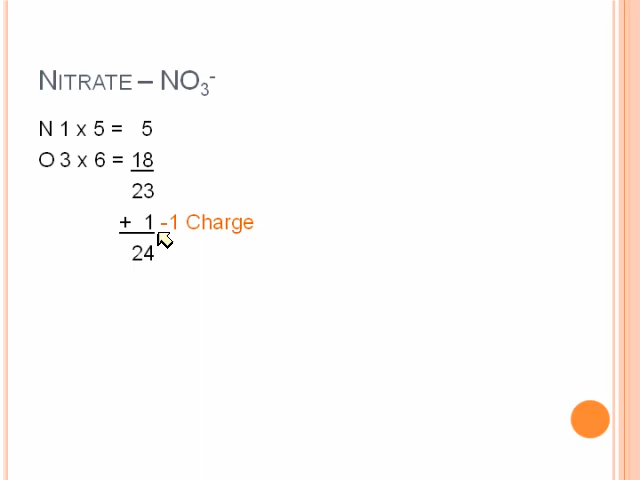 NITRATE – NO₃⁻
N 1 x 5 = 5
O 3 x 6 = 18
23
+ 1 -1 Charge
24